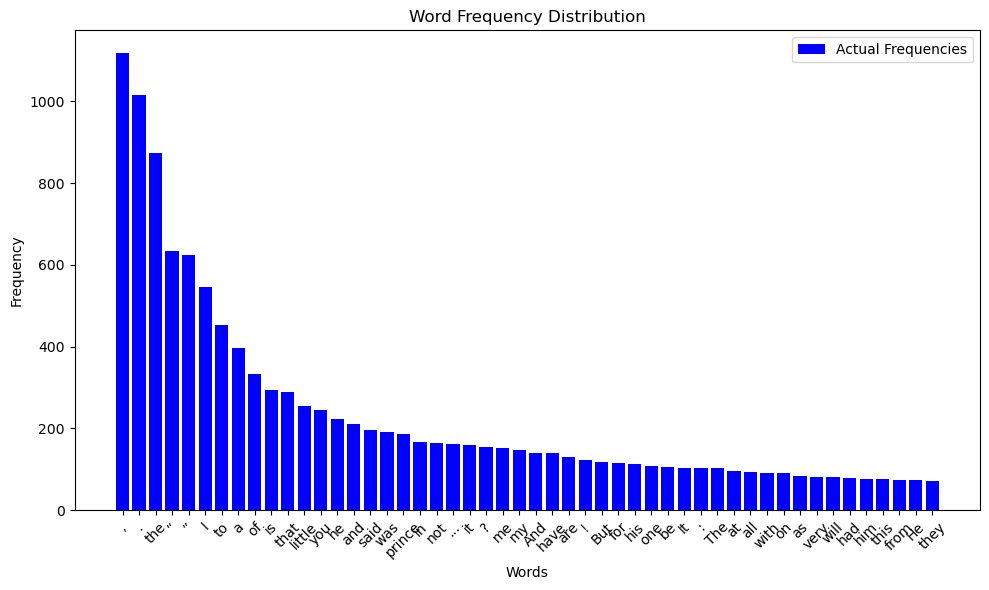 Word Frequency Distribution
Actual Frequencies
1000
800
600
400
200
0
Frequency
, . the “ ” I to a of is that little you he and said was prince in not ... it ? me my And have are ! But for his one be It : The at all with on as very will had him this from He they
Words